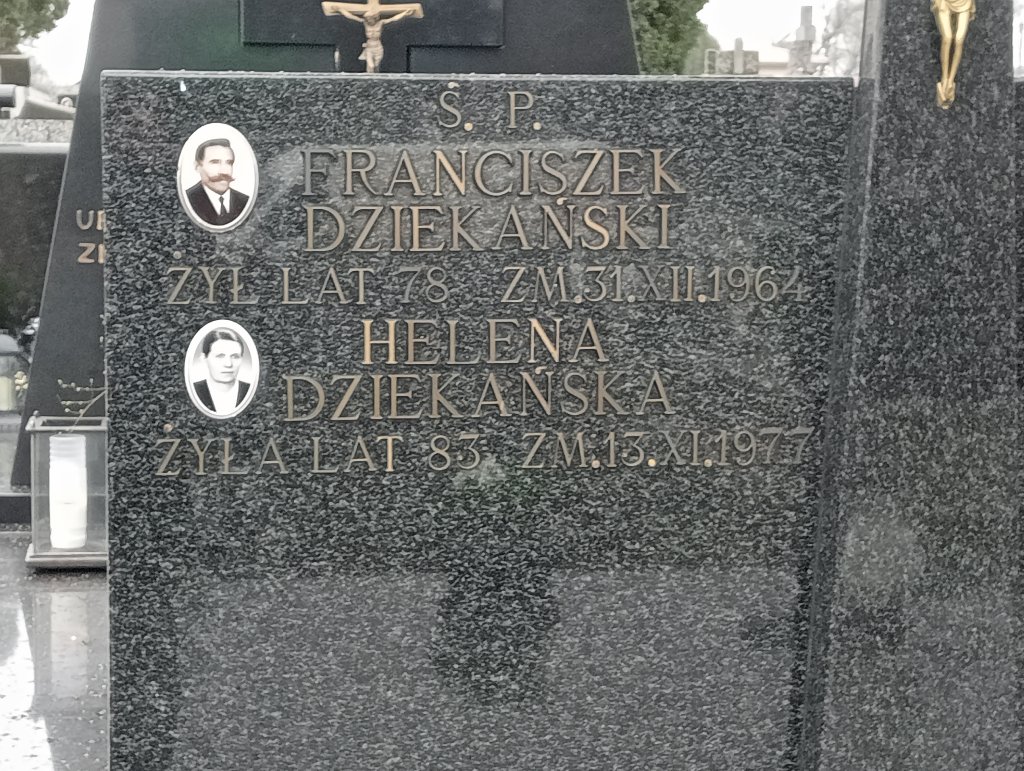 Ś. P.
FRANCISZEK
DZIEKAŃSKI
ŻYŁ LAT 78 ZM.31.XII.1964
HELENA
DZIEKAŃSKA
ŻYŁA LAT 83 ZM.13.XI.1977